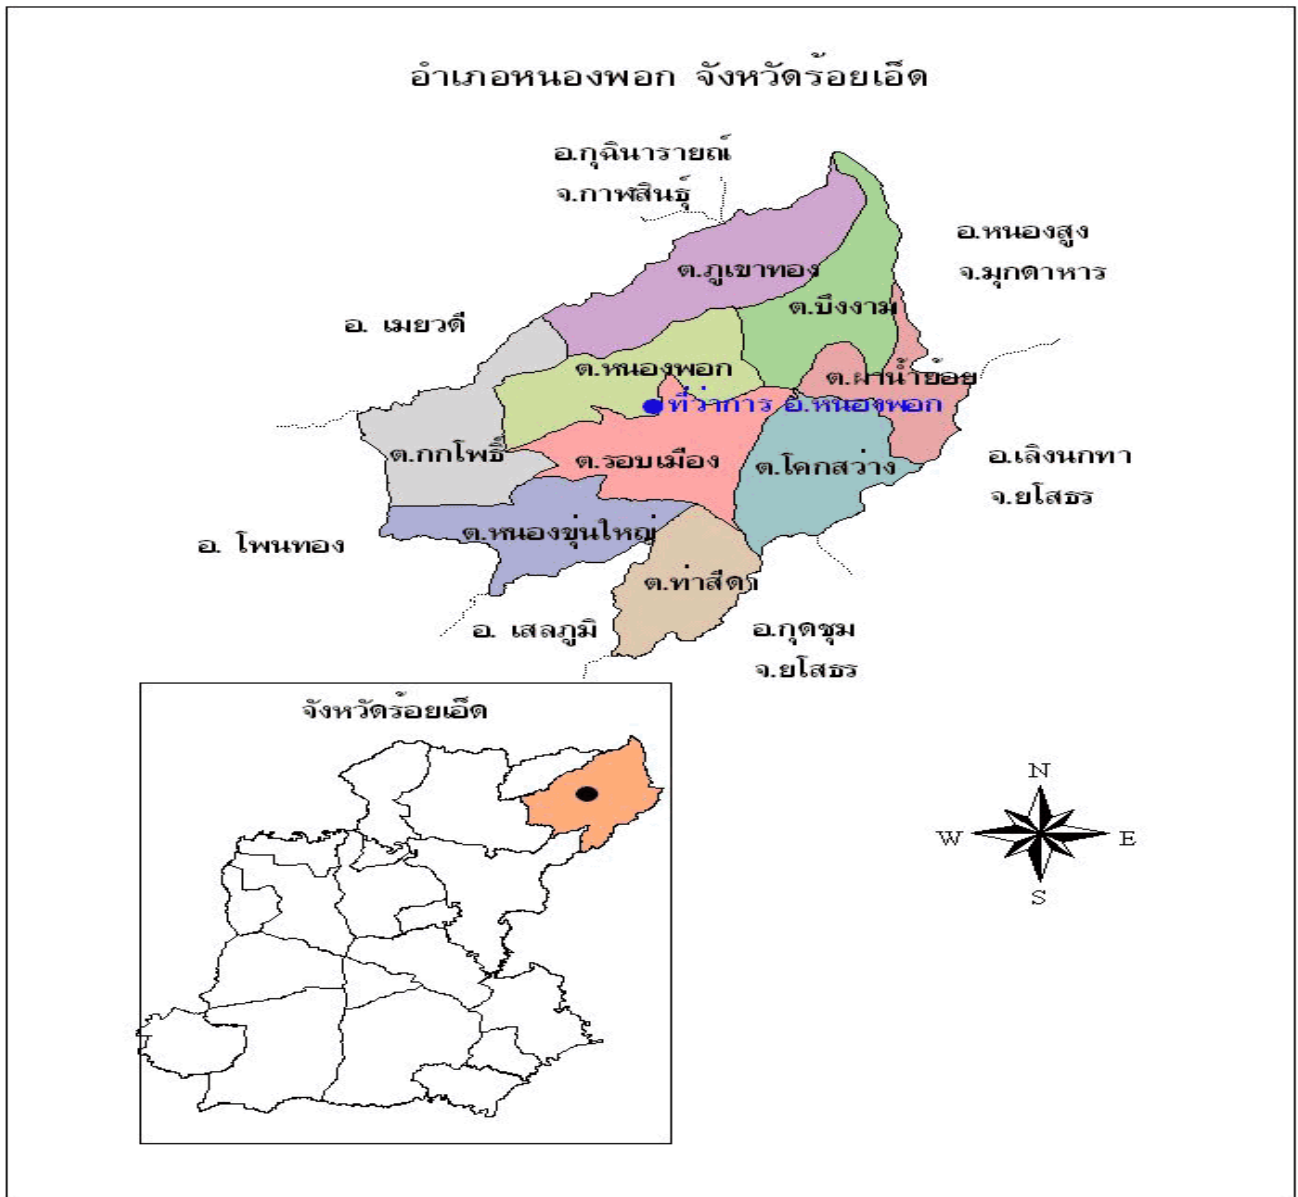 อำเภอหนองพอก จังหวัดร้อยเอ็ด
อ.กุฉินารายณ์
จ.กาฬสินธุ์
อ.หนองสูง
จ.มุกดาหาร
ต.ภูเขาทอง
ต.บึงงาม
อ. เมยวดี
ต.หนองพอก
ต.ผาน้ำย้อย
ที่ว่าการ อ.หนองพอก
ต.กกโพธิ์
ต.รอบเมือง
ต.โคกสว่าง
อ.เลิงนกทา
จ.ยโสธร
ต.หนองขุ่นใหญ่
อ. โพนทอง
ต.ท่าสีดา
อ. เสลภูมิ
อ.กุดชุม
จ.ยโสธร
จังหวัดร้อยเอ็ด
N
W E
S